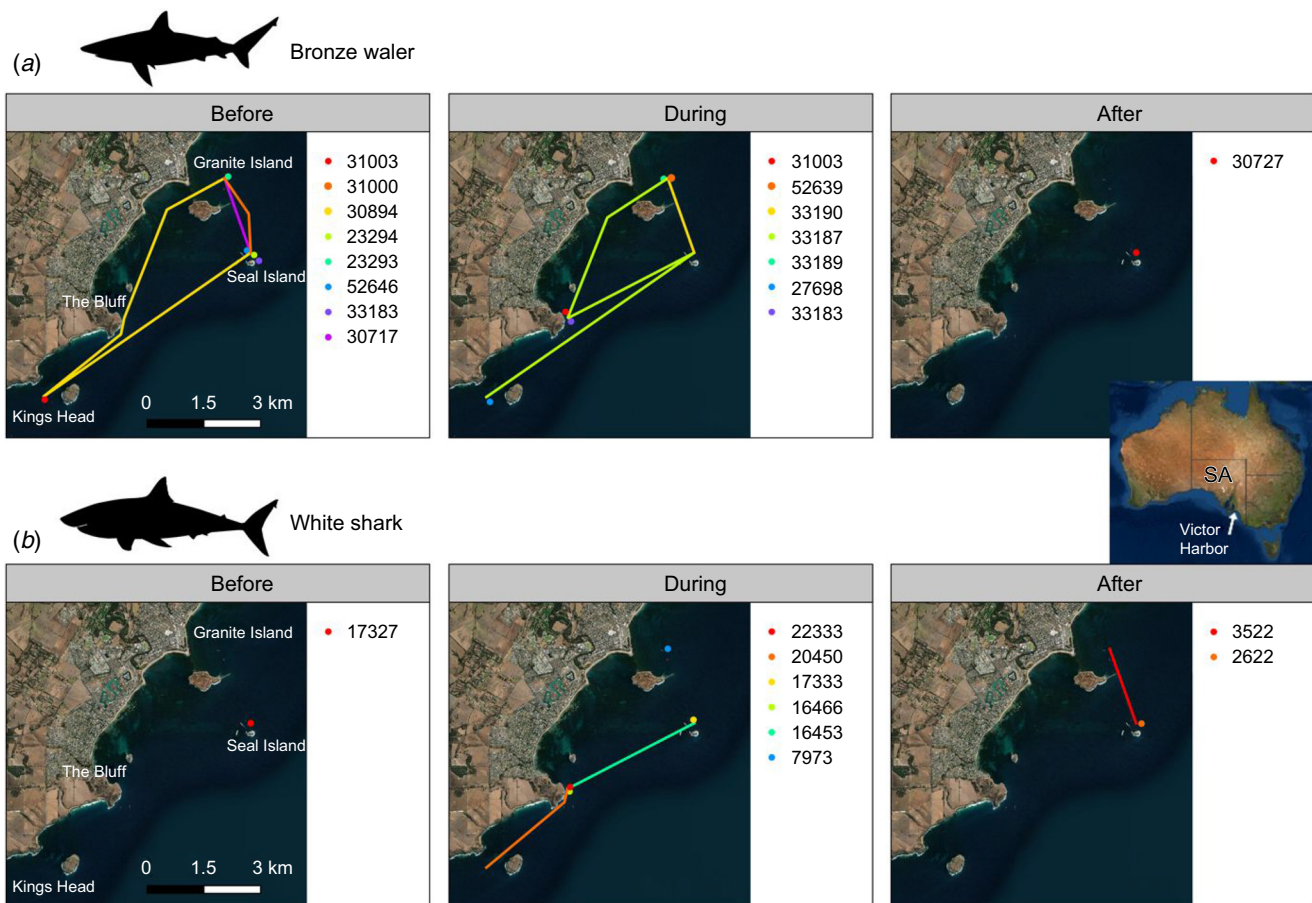 (a)
Bronze waler
Before
Granite Island
Seal Island
The Bluff
Kings Head
0 1.5 3 km
31003
31000
30894
23294
23293
52646
33183
30717
During
31003
52639
33190
33187
33189
27698
33183
After
30727
SA
Victor
Harbor
(b)
White shark
Before
Granite Island
Seal Island
The Bluff
Kings Head
0 1.5 3 km
17327
During
22333
20450
17333
16466
16453
7973
After
3522
2622